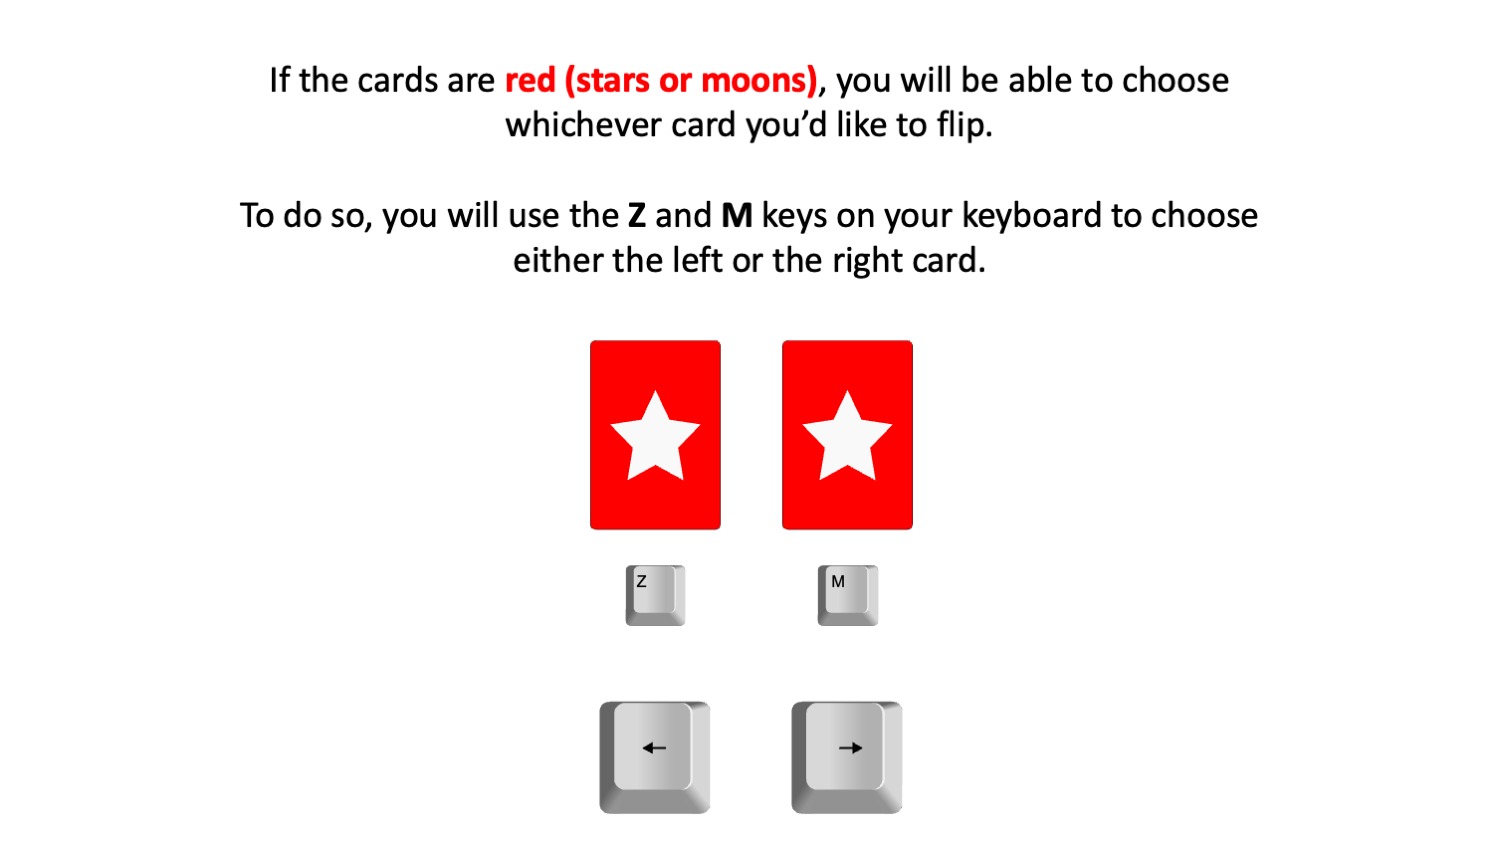 If the cards are red (stars or moons), you will be able to choose
whichever card you’d like to flip.
To do so, you will use the Z and M keys on your keyboard to choose
either the left or the right card.
Z M
← →